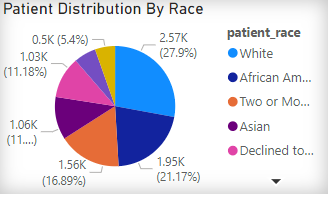 Patient Distribution By Race
patient_race
White
African Am...
Two or Mo...
Asian
Declined to...
2.57K
(27.9%)
1.95K
(21.17%)
1.56K
(16.89%)
1.06K
(11....)
1.03K
(11.18%)
0.5K (5.4%)